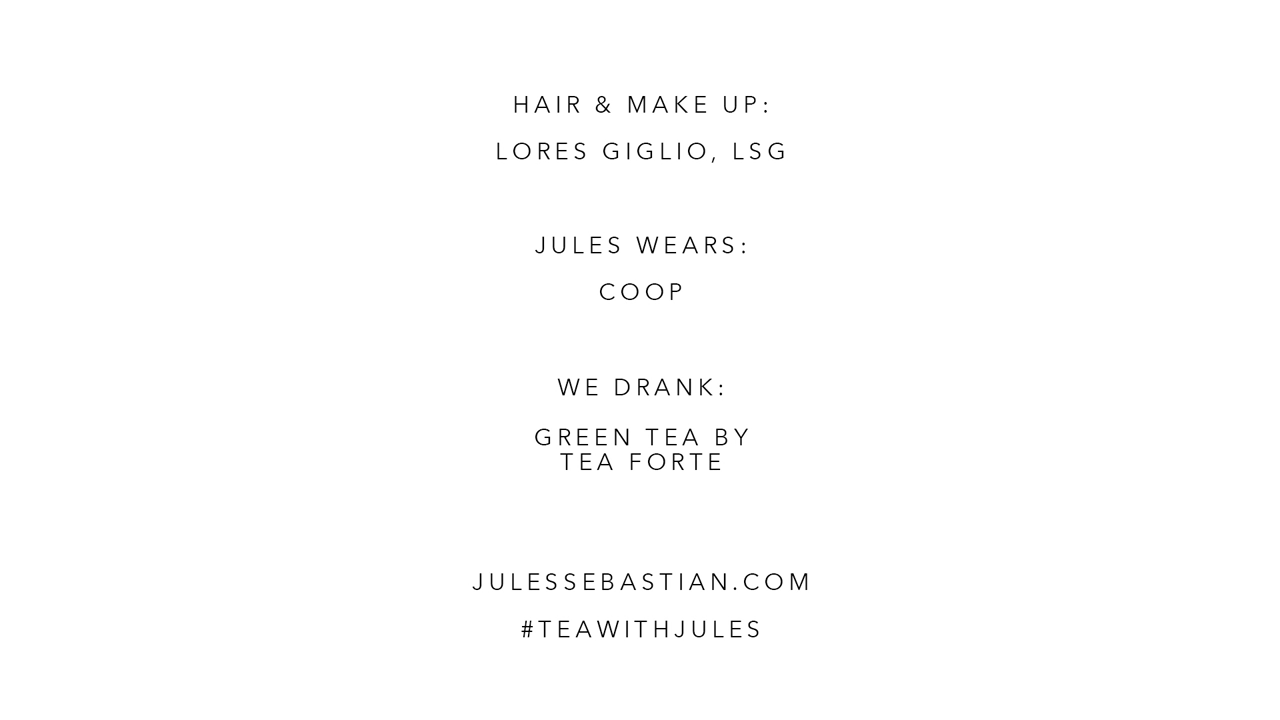 HAIR & MAKE UP:
LORES GIGLIO, LSG
JULES WEARS:
COOP
WE DRANK:
GREEN TEA BY
TEA FORTE
JULESSEBASTIAN.COM
#TEAWITHJULES